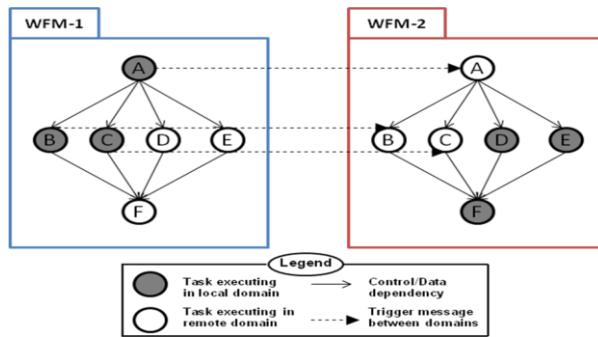 WFM-1
WFM-2
A
A
B C D E
B C D E
F
F
Legend
Task executing
in local domain
Control/Data
dependency
Task executing in
remote domain
Trigger message
between domains